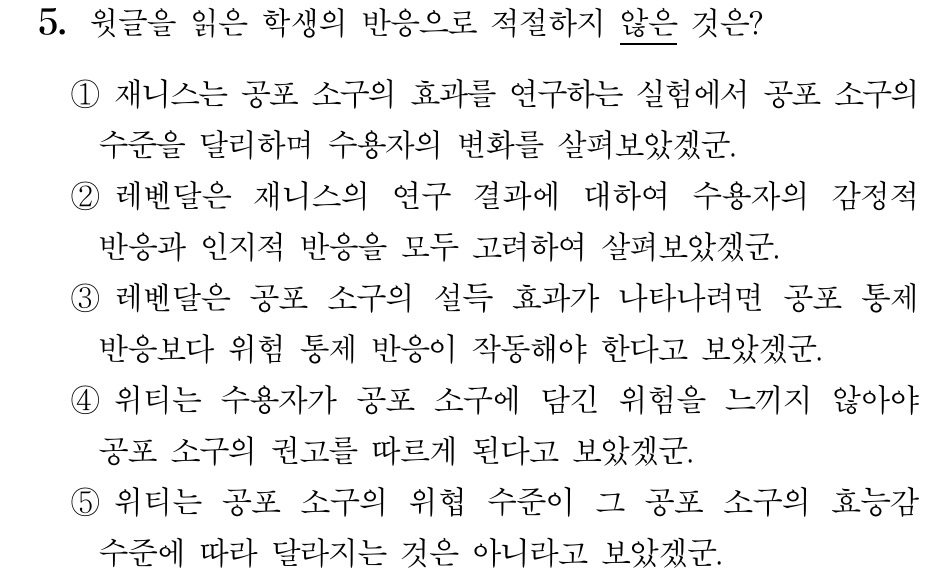 5. 윗글을 읽은 학생의 반응으로 적절하지 않은 것은?
① 재니스는 공포 소구의 효과를 연구하는 실험에서 공포 소구의
수준을 달리하며 수용자의 변화를 살펴보았겠군.
② 레벤달은 재니스의 연구 결과에 대하여 수용자의 감정적
반응과 인지적 반응을 모두 고려하여 살펴보았겠군.
③ 레벤달은 공포 소구의 설득 효과가 나타나려면 공포 통제
반응보다 위험 통제 반응이 작동해야 한다고 보았겠군.
④ 위티는 수용자가 공포 소구에 담긴 위험을 느끼지 않아야
공포 소구의 권고를 따르게 된다고 보았겠군.
⑤ 위티는 공포 소구의 위협 수준이 그 공포 소구의 효능감
수준에 따라 달라지는 것은 아니라고 보았겠군.